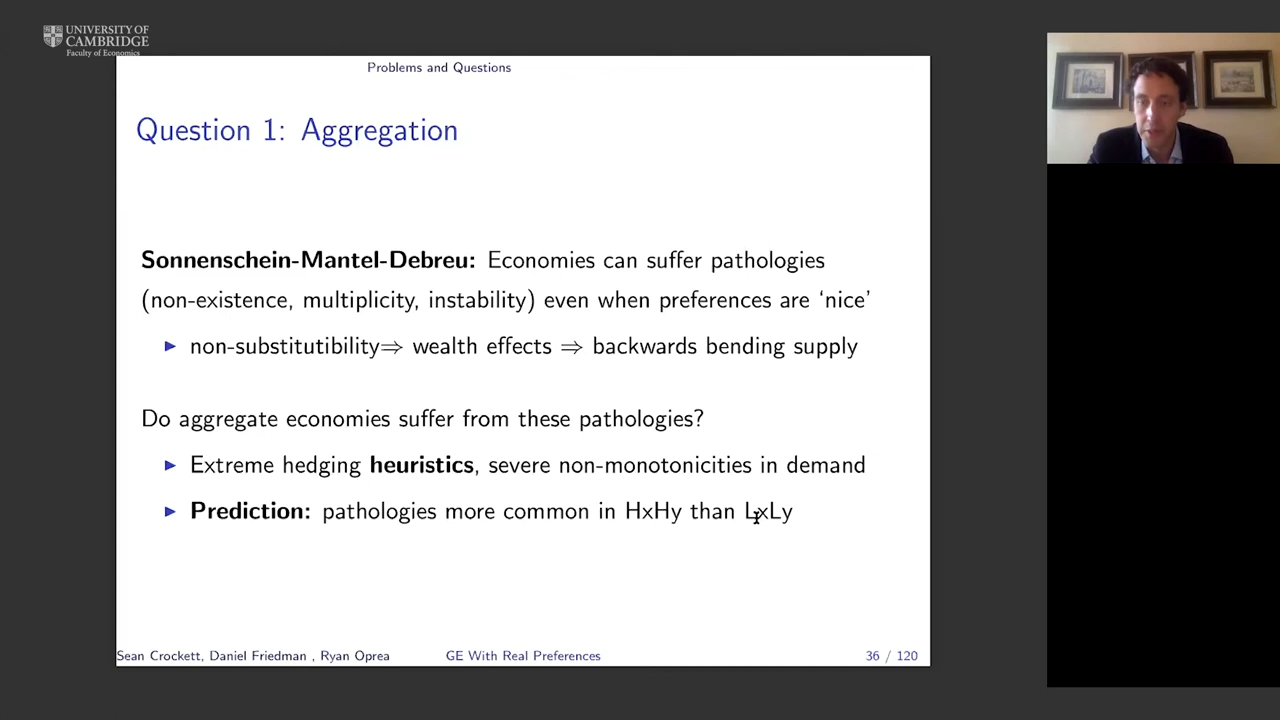 UNIVERSITY OF
CAMBRIDGE
Faculty of Economics
Problems and Questions
Question 1: Aggregation
Sonnenschein-Mantel-Debreu: Economies can suffer pathologies
(non-existence, multiplicity, instability) even when preferences are ‘nice’
▶ non-substitutibility⇒ wealth effects ⇒ backwards bending supply
Do aggregate economies suffer from these pathologies?
▶ Extreme hedging heuristics, severe non-monotonicities in demand
▶ Prediction: pathologies more common in HxHy than LxLy
Sean Crockett, Daniel Friedman , Ryan Oprea GE With Real Preferences 36 / 120